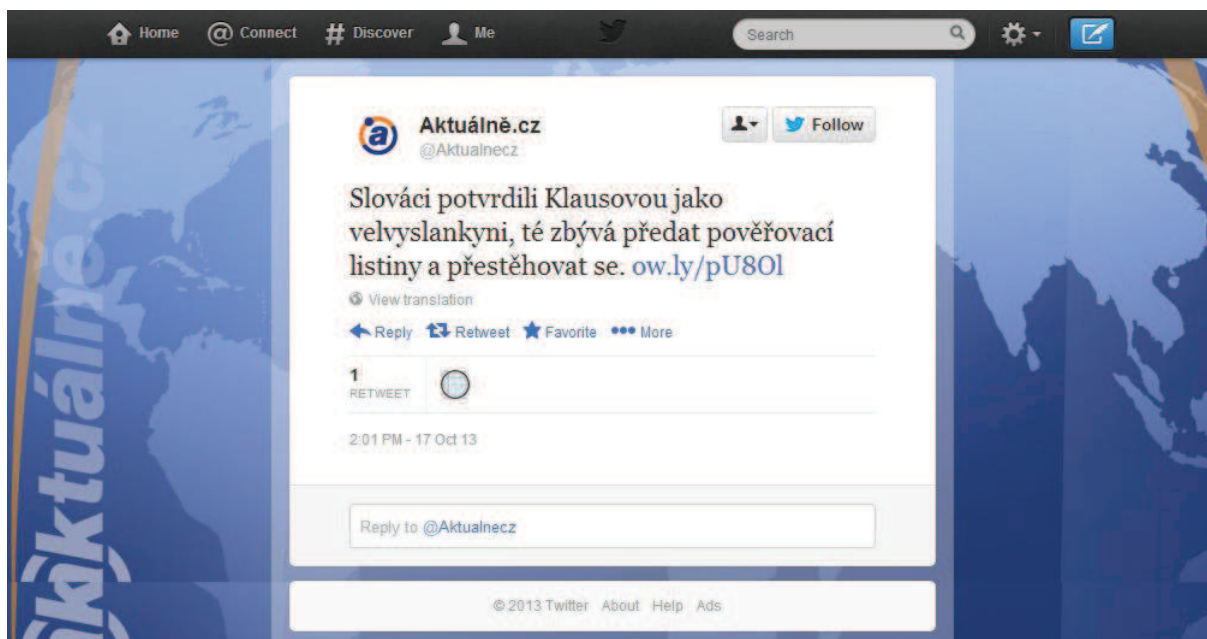 Home @ Connect # Discover Me Search
Aktuálně.cz
@Aktualnecz
Follow
Slováci potvrdili Klausovou jako
velvyslankyni, té zbývá předat pověřovací
listiny a přestěhovat se. ow.ly/pU8Ol
View translation
Reply Retweet Favorite More
1
RETWEET
2:01 PM - 17 Oct 13
Reply to @Aktualnecz
© 2013 Twitter About Help Ads
aktuálně.cz